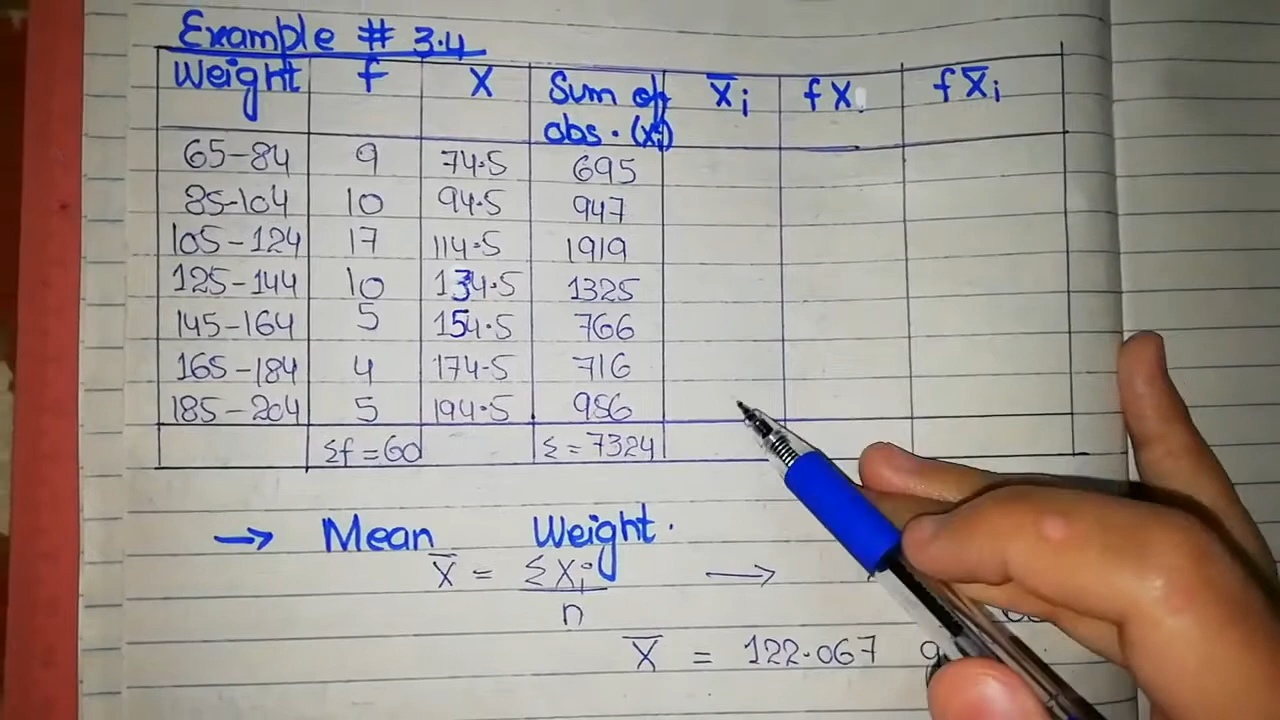 Example # 3.4
Weight f X Sum of obs. (xi) X̄i fX fX̄i
65-84 9 74.5 695
85-104 10 94.5 947
105-124 17 114.5 1919
125-144 10 134.5 1325
145-164 5 154.5 766
165-184 4 174.5 716
185-204 5 956
194.5
Σf=60 Σ=7324
→ Mean Weight.
X̄ = ΣXi / n →
X̄ = 122.067